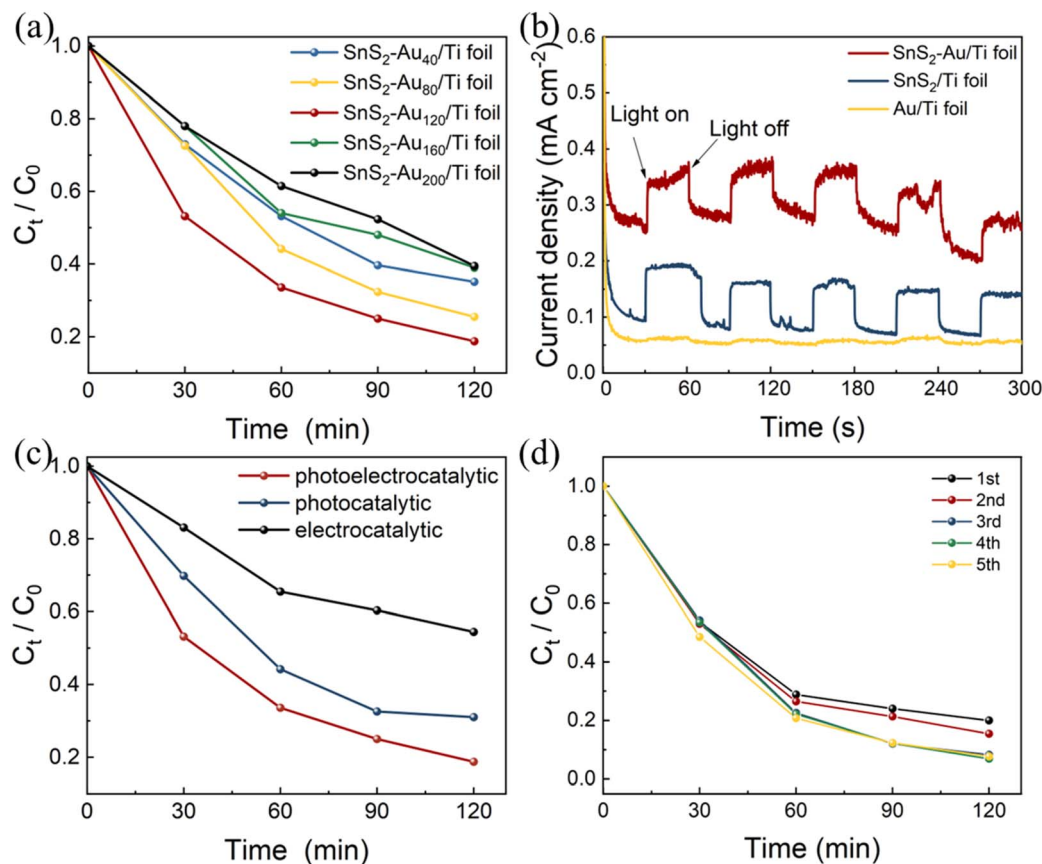 (a)
SnS₂-Au₄₀/Ti foil
SnS₂-Au₈₀/Ti foil
SnS₂-Au₁₂₀/Ti foil
SnS₂-Au₁₆₀/Ti foil
SnS₂-Au₂₀₀/Ti foil
1.0
0.8
0.6
0.4
0.2
Cₜ / C₀
0
30
60
90
120
Time (min)
(b)
SnS₂-Au/Ti foil
SnS₂/Ti foil
Au/Ti foil
Light on
Light off
0.6
0.5
0.4
0.3
0.2
0.1
0.0
Current density (mA cm⁻²)
0
60
120
180
240
300
Time (s)
(c)
photoelectrocatalytic
photocatalytic
electrocatalytic
1.0
0.8
0.6
0.4
0.2
Cₜ / C₀
0
30
60
90
120
Time (min)
(d)
1st
2nd
3rd
4th
5th
1.0
0.8
0.6
0.4
0.2
0.0
Cₜ / C₀
0
30
60
90
120
Time (min)